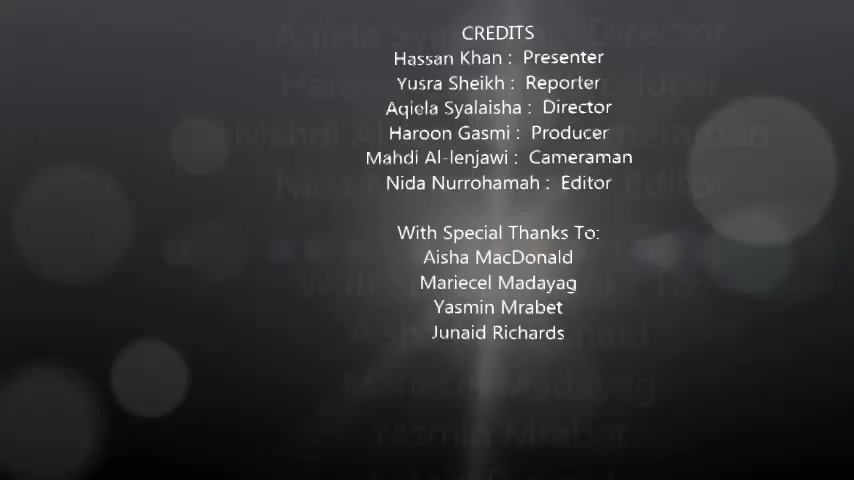 CREDITS
Hassan Khan : Presenter
Yusra Sheikh : Reporter
Aqiela Syalaisha : Director
Haroon Gasmi : Producer
Mahdi Al-lenjawi : Cameraman
Nida Nurrohamah : Editor
With Special Thanks To:
Aisha MacDonald
Mariecel Madayag
Yasmin Mrabet
Junaid Richards